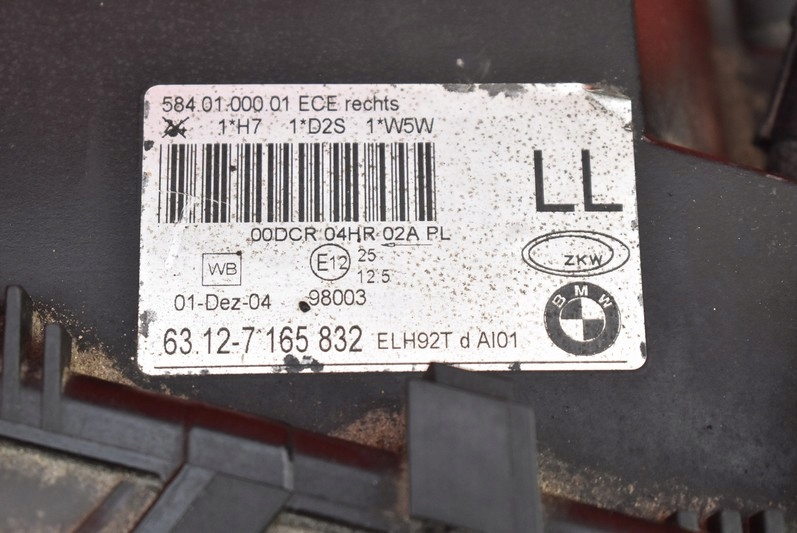 584.01.000.01 ECE rechts
1*H7 1*D2S 1*W5W
LL
00DCR 04HR 02A PL
WB
E12
25
12.5
ZKW
01-Dez-04 98003
BMW
63.12-7 165 832 ELH92T d AI01